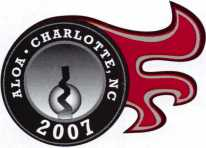 ALOA • CHARLOTTE, NC
2007